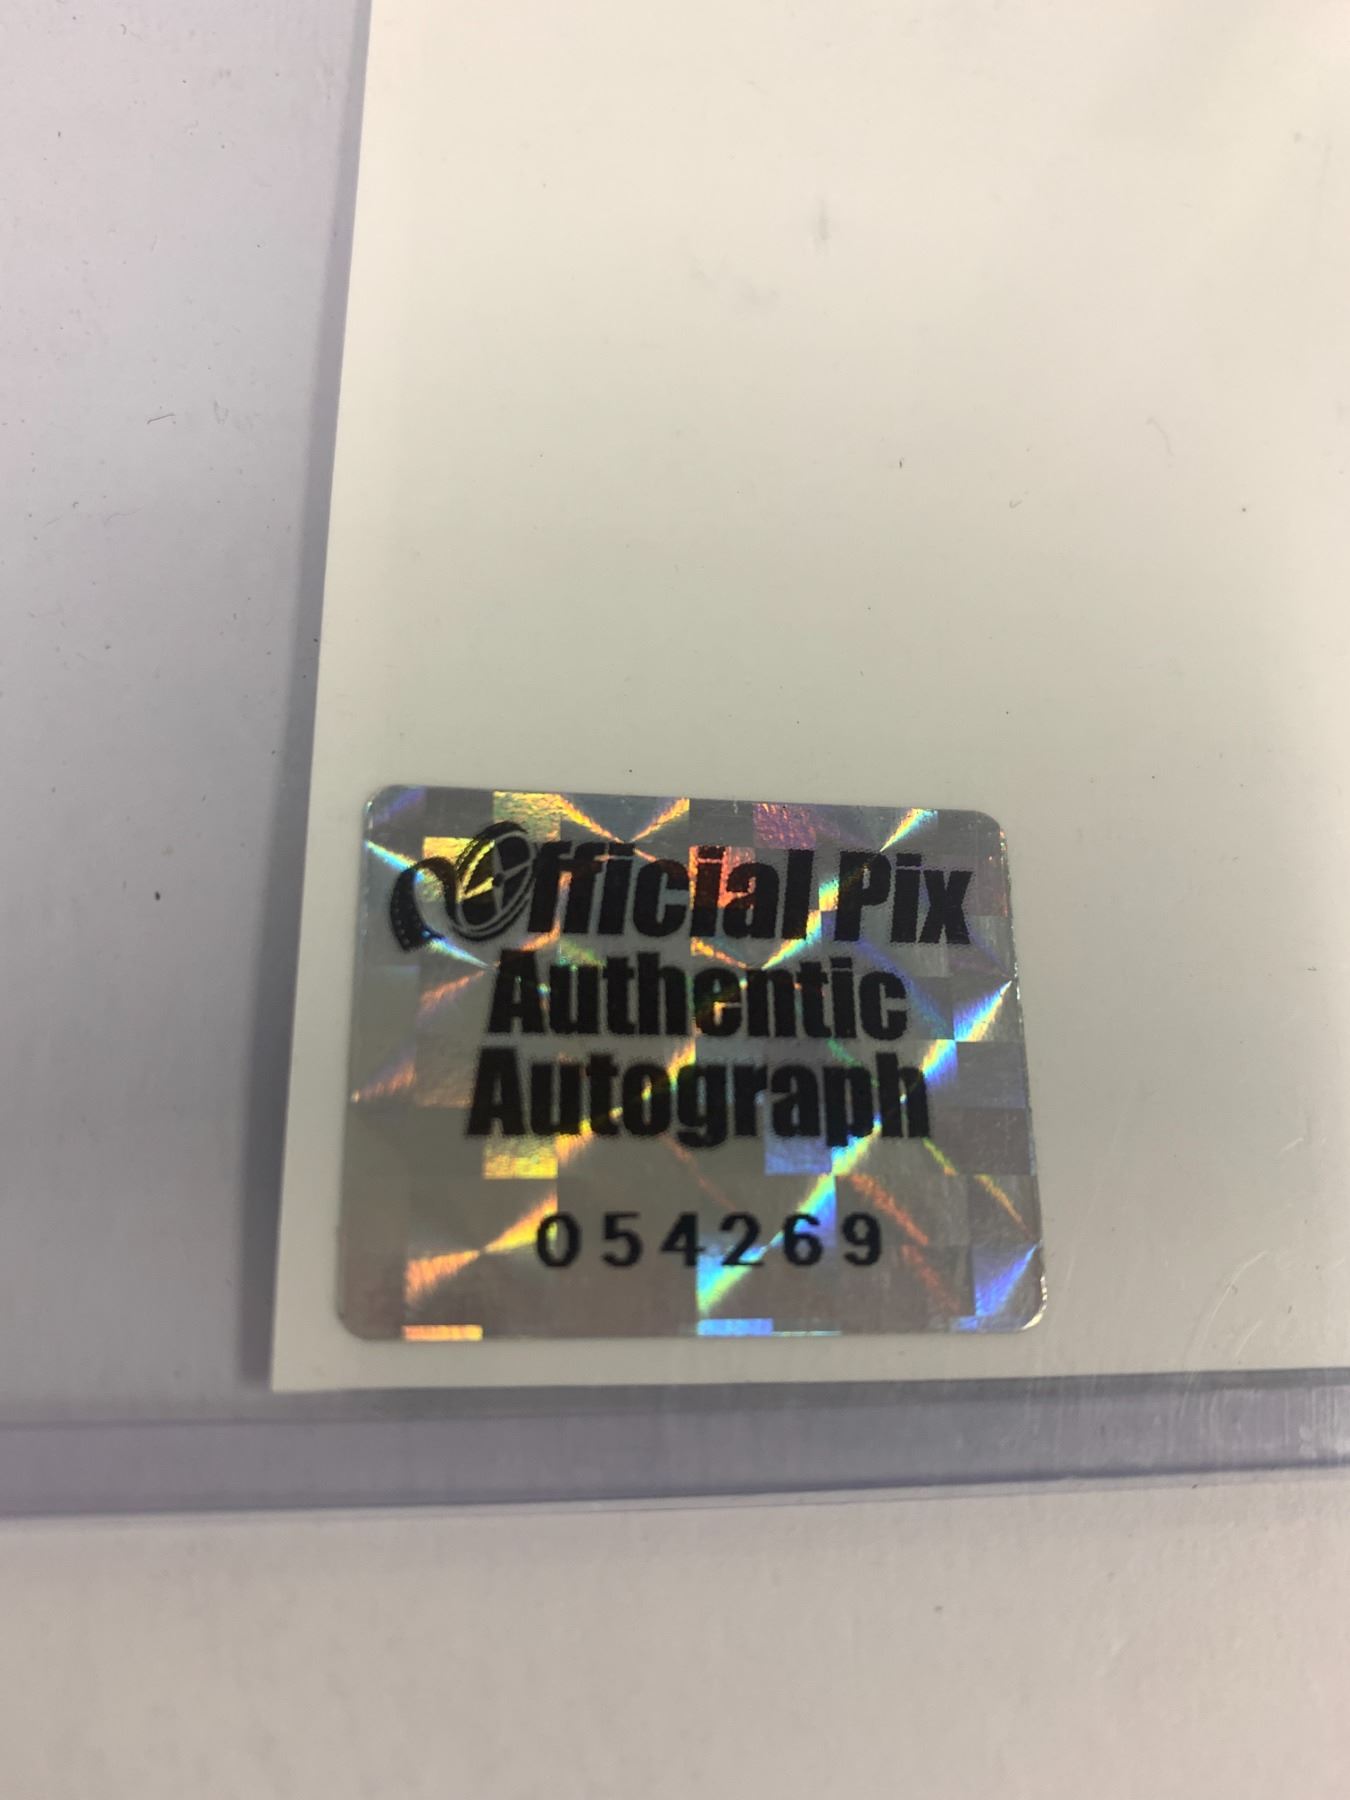 Official Pix
Authentic
Autograph
054269